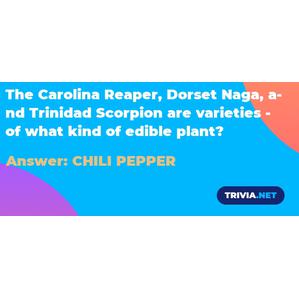 The Carolina Reaper, Dorset Naga, a-
nd Trinidad Scorpion are varieties -
of what kind of edible plant?
Answer: CHILI PEPPER
TRIVIA.NET